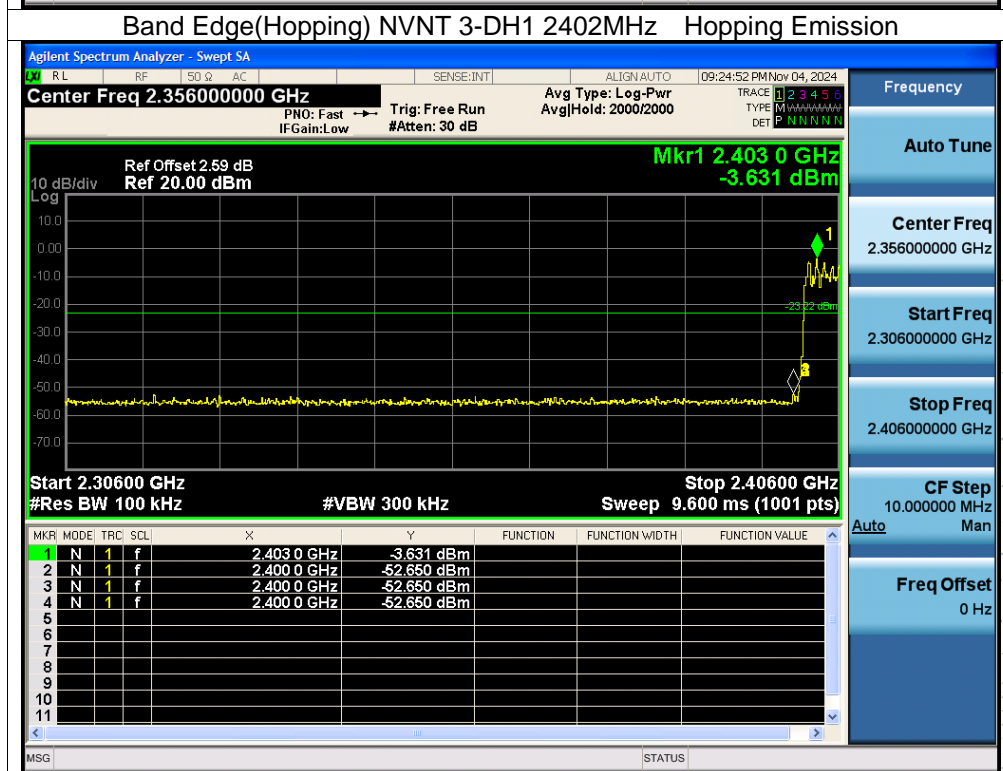 Band Edge(Hopping) NVNT 3-DH1 2402MHz Hopping Emission
Agilent Spectrum Analyzer - Swept SA
LXI RL RF 50 Ω AC SENSE:INT ALIGN AUTO 09:24:52 PM Nov 04, 2024
Center Freq 2.356000000 GHz
PNO: Fast
IFGain:Low
Trig: Free Run
#Atten: 30 dB
Avg Type: Log-Pwr
Avg|Hold: 2000/2000
TRACE 1 2 3 4 5 6
TYPE M WWWWW
DET P N N N N N
Frequency
Auto Tune
Center Freq
2.356000000 GHz
Start Freq
2.306000000 GHz
Stop Freq
2.406000000 GHz
CF Step
10.000000 MHz
Auto Man
Freq Offset
0 Hz
Mkr1 2.403 0 GHz
-3.631 dBm
Ref Offset 2.59 dB
10 dB/div Ref 20.00 dBm
Log
10.0
0.00
-10.0
-20.0
-30.0
-40.0
-50.0
-60.0
-70.0
1
-23.22 dBm
Start 2.30600 GHz Stop 2.40600 GHz
#Res BW 100 kHz #VBW 300 kHz Sweep 9.600 ms (1001 pts)
MKR MODE TRC SCL X Y FUNCTION FUNCTION WIDTH FUNCTION VALUE
1 N 1 f 2.403 0 GHz -3.631 dBm
2 N 1 f 2.400 0 GHz -52.650 dBm
3 N 1 f 2.400 0 GHz -52.650 dBm
4 N 1 f 2.400 0 GHz -52.650 dBm
5
6
7
8
9
10
11
MSG STATUS